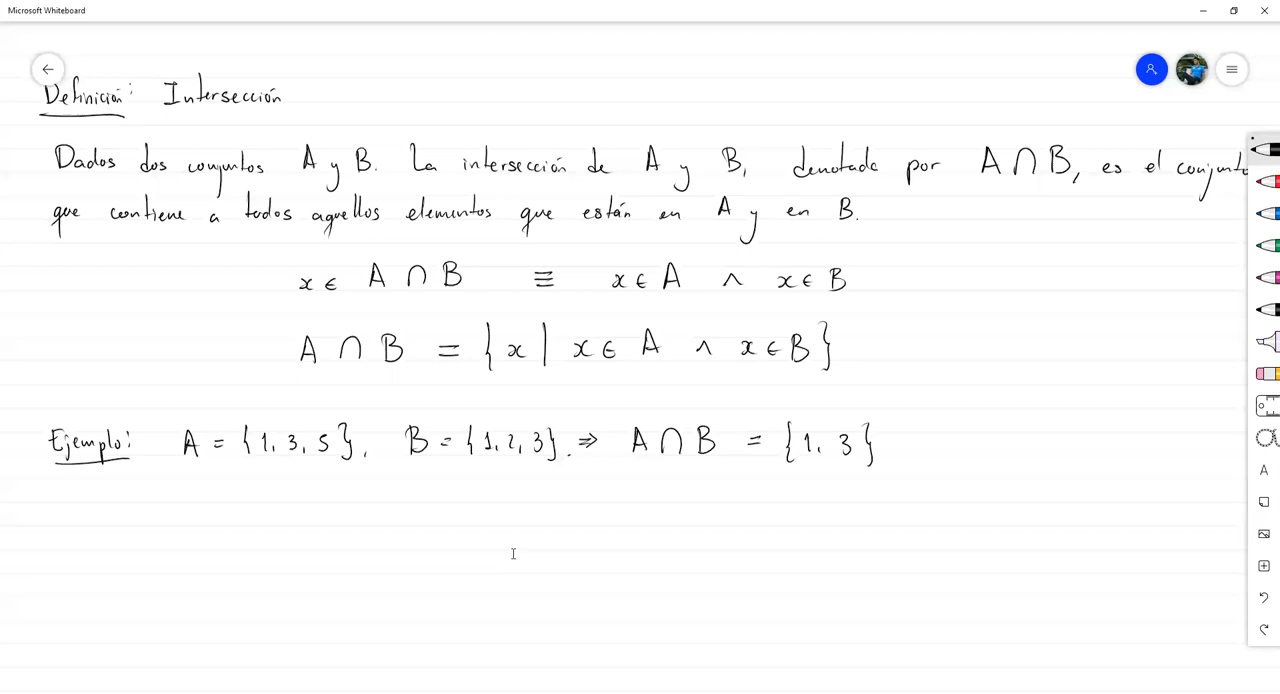 Microsoft Whiteboard
Definición: Intersección
Dados dos conjuntos A y B. La intersección de A y B, denotada por A ∩ B, es el conjunto
que contiene a todos aquellos elementos que están en A y en B.
x ∈ A ∩ B ≡ x ∈ A ∧ x ∈ B
A ∩ B = {x | x ∈ A ∧ x ∈ B}
Ejemplo: A = {1, 3, 5}, B = {1, 2, 3}. ⇒ A ∩ B = {1, 3}
A